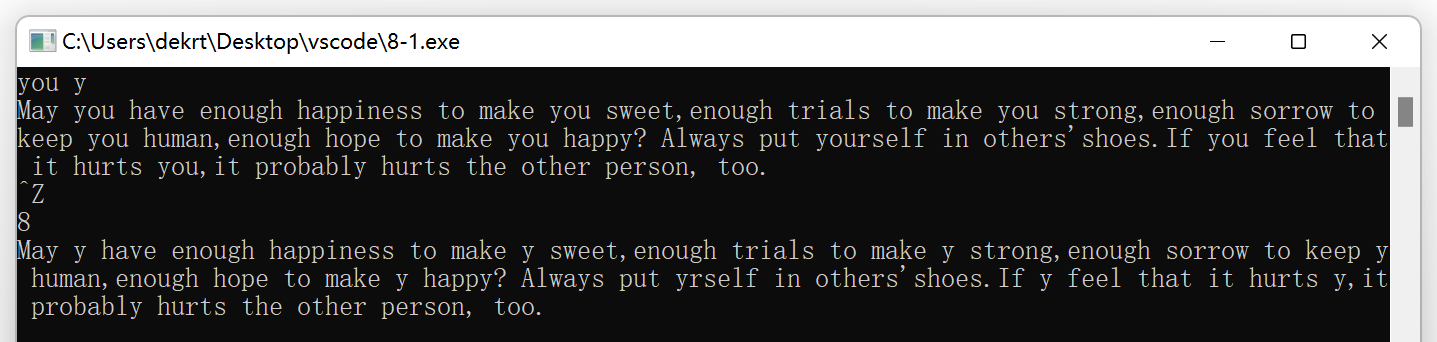 C:\Users\dekrt\Desktop\vscode\8-1.exe
you y
May you have enough happiness to make you sweet,enough trials to make you strong,enough sorrow to
keep you human,enough hope to make you happy? Always put yourself in others'shoes.If you feel that
it hurts you,it probably hurts the other person, too.
^Z
8
May y have enough happiness to make y sweet,enough trials to make y strong,enough sorrow to keep y
human,enough hope to make y happy? Always put yrself in others'shoes.If y feel that it hurts y,it
probably hurts the other person, too.